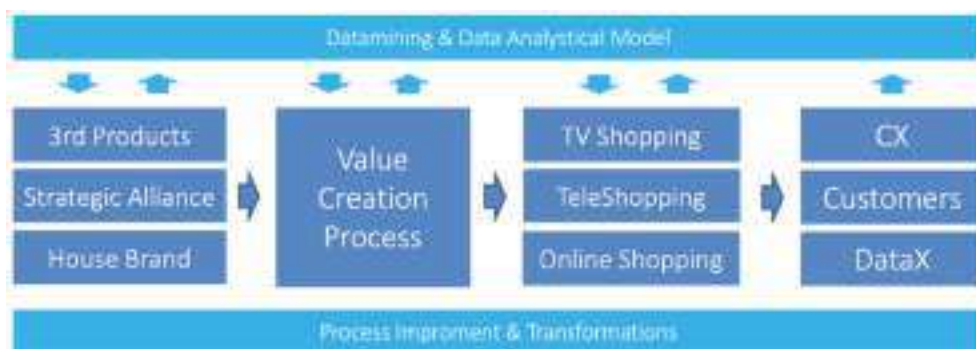 Datamining & Data Analytical Model
3rd Products
Strategic Alliance
House Brand
Value
Creation
Process
TV Shopping
TeleShopping
Online Shopping
CX
Customers
DataX
Process Improment & Transformations